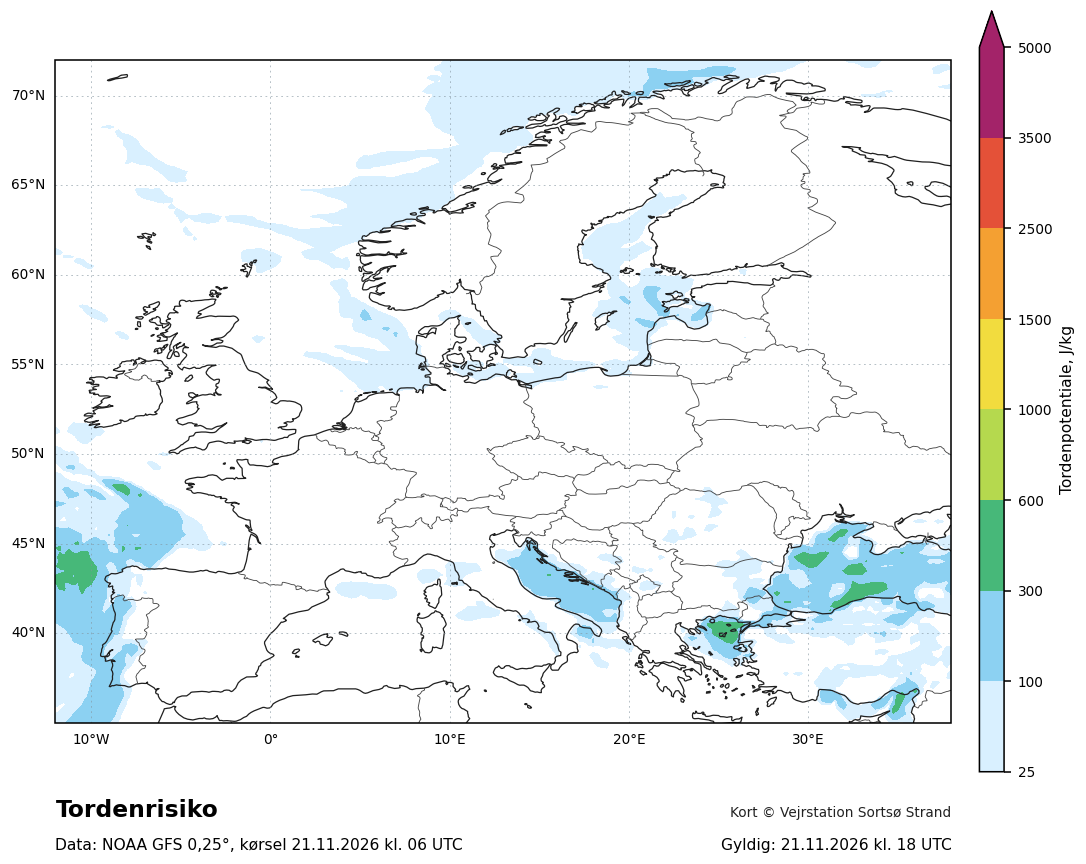 70°N
65°N
60°N
55°N
50°N
45°N
40°N
10°W
0°
10°E
20°E
30°E
5000
3500
2500
1500
1000
600
300
100
25
Tordenpotentiale, J/kg
Tordenrisiko
Kort © Vejrstation Sortsø Strand
Data: NOAA GFS 0,25°, kørsel 21.11.2026 kl. 06 UTC
Gyldig: 21.11.2026 kl. 18 UTC